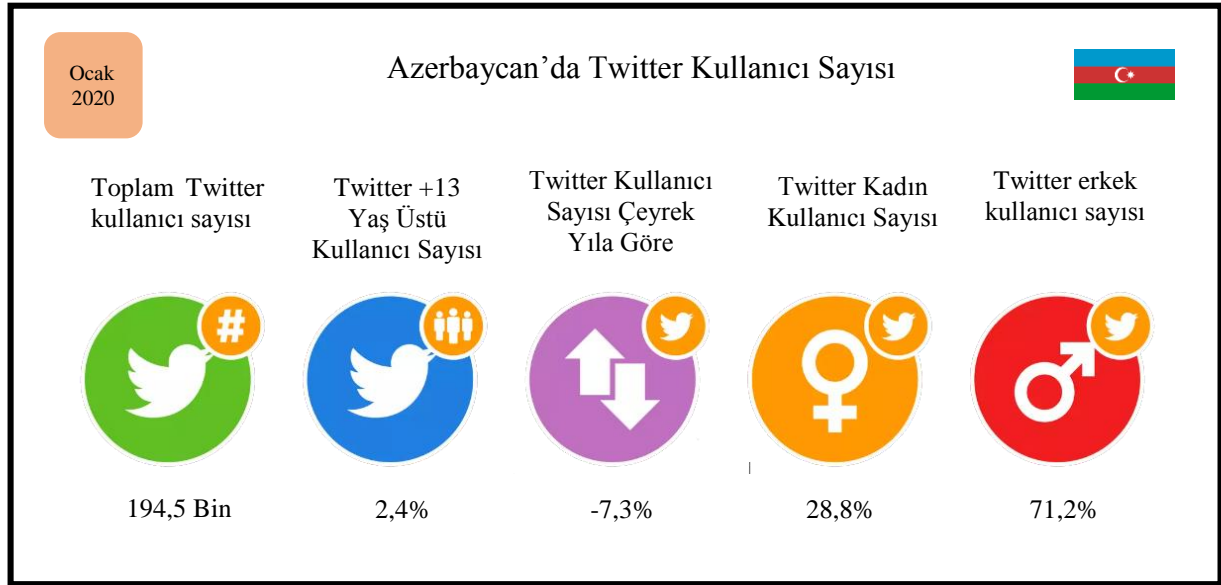 Ocak
2020
Azerbaycan’da Twitter Kullanıcı Sayısı
Toplam Twitter
kullanıcı sayısı
Twitter +13
Yaş Üstü
Kullanıcı Sayısı
Twitter Kullanıcı
Sayısı Çeyrek
Yıla Göre
Twitter Kadın
Kullanıcı Sayısı
Twitter erkek
kullanıcı sayısı
#
194,5 Bin
2,4%
-7,3%
28,8%
71,2%